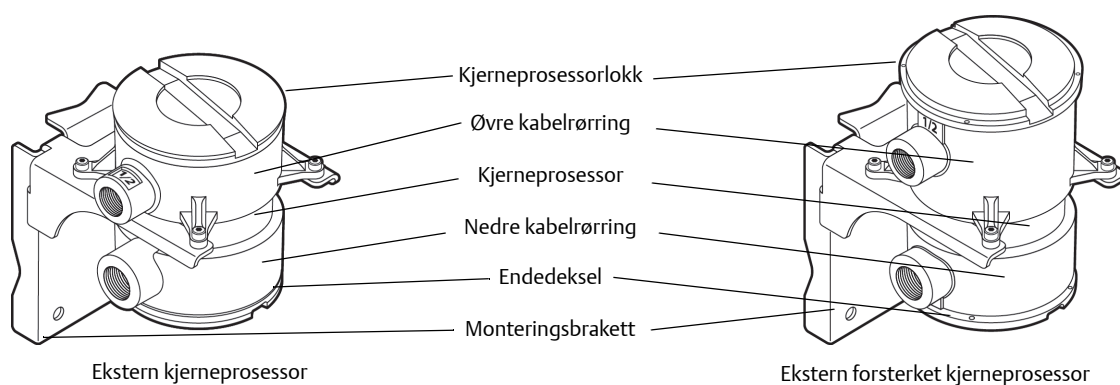 Kjerneprosessorlokk
Øvre kabelrørring
Kjerneprosessor
Nedre kabelrørring
Endedeksel
Monteringsbrakett
1/2
1/2
Ekstern kjerneprosessor
Ekstern forsterket kjerneprosessor